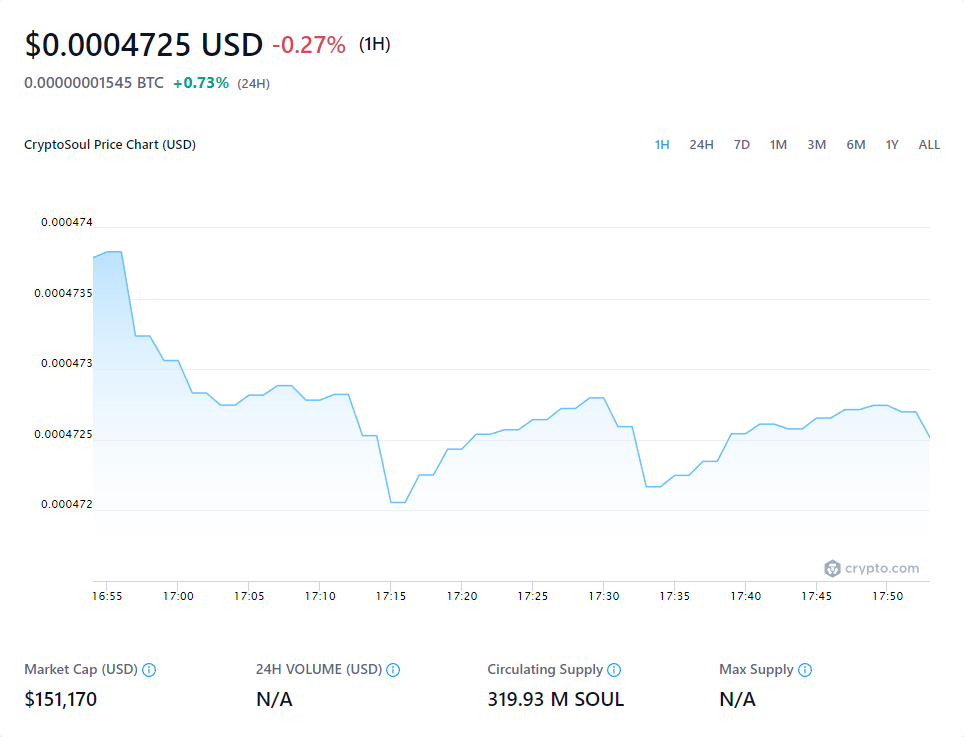 $0.0004725 USD -0.27% (1H)
0.00000001545 BTC +0.73% (24H)
CryptoSoul Price Chart (USD) 1H 24H 7D 1M 3M 6M 1Y ALL
0.000474
0.0004735
0.000473
0.0004725
0.000472
crypto.com
16:55 17:00 17:05 17:10 17:15 17:20 17:25 17:30 17:35 17:40 17:45 17:50
Market Cap (USD) 24H VOLUME (USD) Circulating Supply Max Supply
$151,170 N/A 319.93 M SOUL N/A